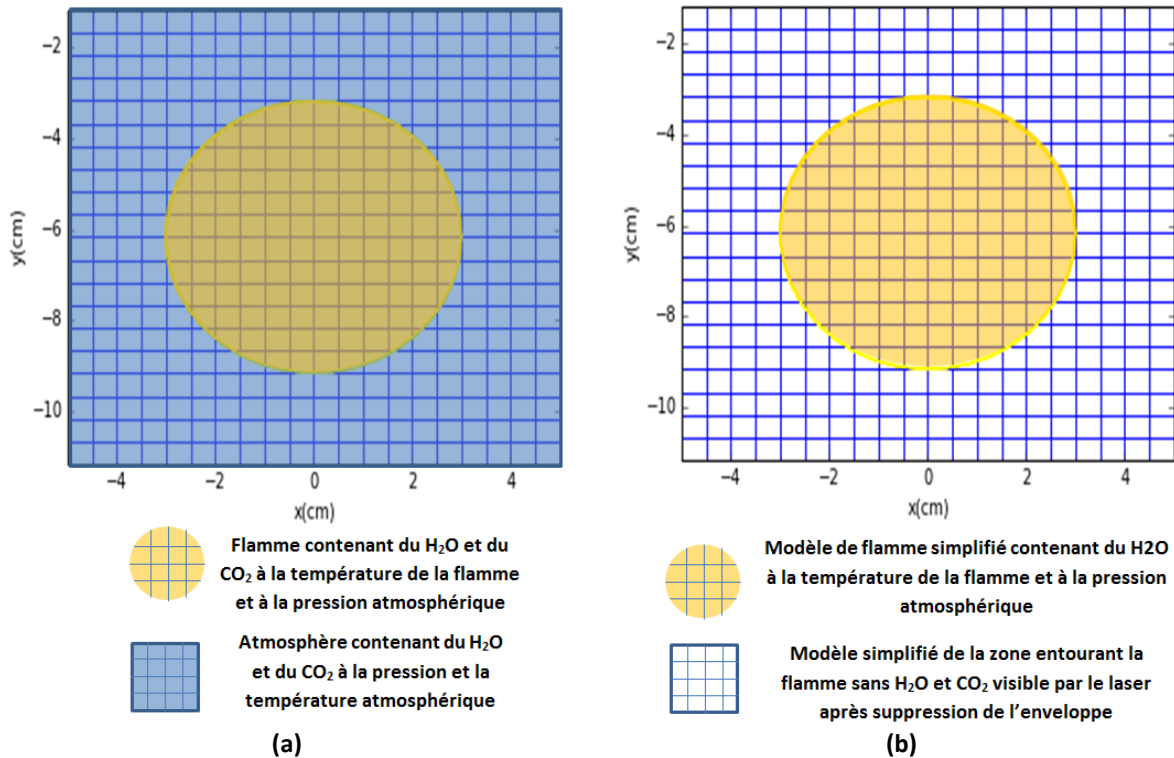 −2
−4
−6
−8
−10
y(cm)
−4
−2
0
2
4
x(cm)
Flamme contenant du H₂O et du
CO₂ à la température de la flamme
et à la pression atmosphérique
Atmosphère contenant du H₂O
et du CO₂ à la pression et la
température atmosphérique
(a)
−2
−4
−6
−8
−10
y(cm)
−4
−2
0
2
4
x(cm)
Modèle de flamme simplifié contenant du H2O
à la température de la flamme et à la pression
atmosphérique
Modèle simplifié de la zone entourant la
flamme sans H₂O et CO₂ visible par le laser
après suppression de l'enveloppe
(b)